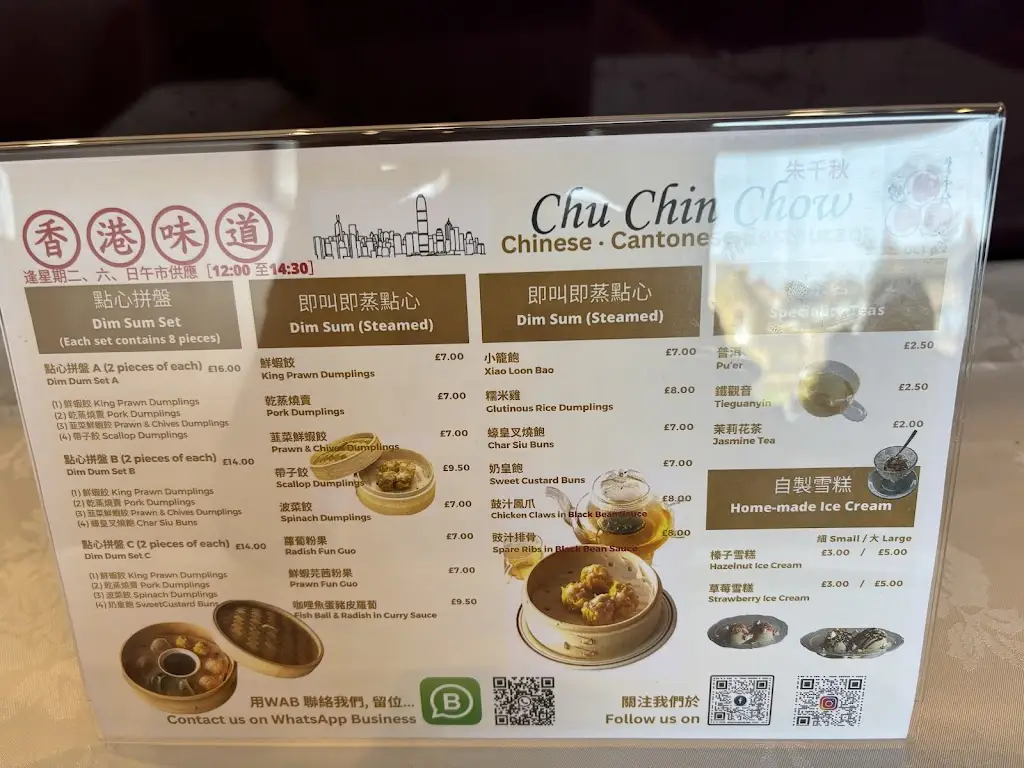 香港味道
逢星期二、六、日午市供應 [12:00 至14:30]
朱千秋
Chu Chin Chow
Chinese · Cantonese
點心拼盤
Dim Sum Set
(Each set contains 8 pieces)
點心拼盤 A (2 pieces of each) £16.00
Dim Dum Set A
(1) 鮮蝦餃 King Prawn Dumplings
(2) 乾蒸燒賣 Pork Dumplings
(3) 韮菜鮮蝦餃 Prawn & Chives Dumplings
(4) 帶子餃 Scallop Dumplings
點心拼盤 B (2 pieces of each) £14.00
Dim Dum Set B
(1) 鮮蝦餃 King Prawn Dumplings
(2) 乾蒸燒賣 Pork Dumplings
(3) 韮菜鮮蝦餃 Prawn & Chives Dumplings
(4) 蠔皇叉燒飽 Char Siu Buns
點心拼盤 C (2 pieces of each) £14.00
Dim Dum Set C
(1) 鮮蝦餃 King Prawn Dumplings
(2) 乾蒸燒賣 Pork Dumplings
(3) 波菜餃 Spinach Dumplings
(4) 奶皇飽 SweetCustard Buns
即叫即蒸點心
Dim Sum (Steamed)
鮮蝦餃 £7.00
King Prawn Dumplings
乾蒸燒賣 £7.00
Pork Dumplings
韮菜鮮蝦餃 £7.00
Prawn & Chives Dumplings
帶子餃 £9.50
Scallop Dumplings
波菜餃 £7.00
Spinach Dumplings
蘿蔔粉果 £7.00
Radish Fun Guo
鮮蝦芫茜粉果 £7.00
Prawn Fun Guo
咖哩魚蛋豬皮蘿蔔 £9.50
Fish Ball & Radish in Curry Sauce
即叫即蒸點心
Dim Sum (Steamed)
小籠飽 £7.00
Xiao Loon Bao
糯米雞 £8.00
Glutinous Rice Dumplings
蠔皇叉燒飽 £7.00
Char Siu Buns
奶皇飽 £7.00
Sweet Custard Buns
豉汁鳳爪 £8.00
Chicken Claws in Black Bean Sauce
豉汁排骨 £8.00
Spare Ribs in Black Bean Sauce
Speciality Teas
普洱 £2.50
Pu'er
鐵觀音 £2.50
Tieguanyin
茉莉花茶 £2.00
Jasmine Tea
自製雪糕
Home-made Ice Cream
細 Small / 大 Large
榛子雪糕 £3.00 / £5.00
Hazelnut Ice Cream
草莓雪糕 £3.00 / £5.00
Strawberry Ice Cream
用WAB 聯絡我們, 留位...
Contact us on WhatsApp Business
B
關注我們於
Follow us on